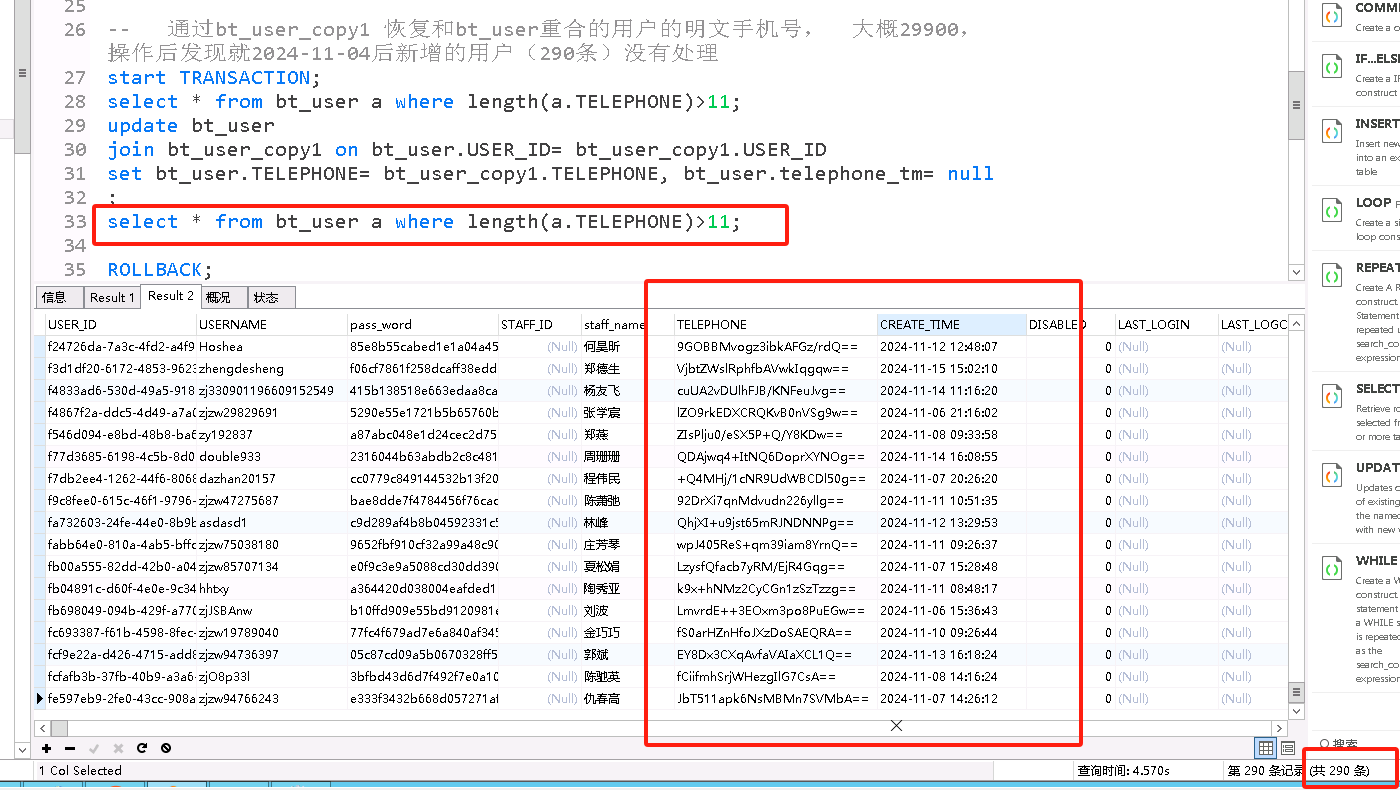 25
26 -- 通过bt_user_copy1 恢复和bt_user重合的用户的明文手机号， 大概29900，
操作后发现就2024-11-04后新增的用户（290条）没有处理
27 start TRANSACTION;
28 select * from bt_user a where length(a.TELEPHONE)>11;
29 update bt_user
30 join bt_user_copy1 on bt_user.USER_ID= bt_user_copy1.USER_ID
31 set bt_user.TELEPHONE= bt_user_copy1.TELEPHONE, bt_user.telephone_tm= null
32 ;
33 select * from bt_user a where length(a.TELEPHONE)>11;
34
35 ROLLBACK;
信息 Result 1 Result 2 概况 状态
USER_ID USERNAME pass_word STAFF_ID staff_name TELEPHONE CREATE_TIME DISABLED LAST_LOGIN LAST_LOGC
f24726da-7a3c-4fd2-a4f9 Hoshea 85e8b55cabed1e1a04a45 (Null) 何昊昕 9GOBBMvogz3ibkAFGz/rdQ== 2024-11-12 12:48:07 0 (Null) (Null)
f3d1df20-6172-4853-9623 zhengdesheng f06cf7861f258dcaff38edd (Null) 郑德生 VjbtZWslRphfbAVwkIqgqw== 2024-11-15 15:02:10 0 (Null) (Null)
f4833ad6-530d-49a5-918 zj330901196609152549 415b138518e663edaa8ca (Null) 杨友飞 cuUA2vDUlhFJB/KNFeuJvg== 2024-11-14 11:16:20 0 (Null) (Null)
f4867f2a-ddc5-4d49-a7a0 zjzw29829691 5290e55e1721b5b65760b (Null) 张学宸 lZO9rkEDXCRQKvB0nVSg9w== 2024-11-06 21:16:02 0 (Null) (Null)
f546d094-e8bd-48b8-ba6 zy192837 a87abc048e1d24cec2d75 (Null) 郑燕 ZIsPlju0/eSX5P+Q/Y8KDw== 2024-11-08 09:33:58 0 (Null) (Null)
f77d3685-6198-4c5b-8d0 double933 2316044b63abdb2c8c481 (Null) 周珊珊 QDAjwq4+ItNQ6DoprXYNOg== 2024-11-14 16:08:55 0 (Null) (Null)
f7db2ee4-1262-44f6-8068 dazhan20157 cc0779c849144532b13f20 (Null) 程伟民 +Q4MHj/1cNR9UdWBCDl50g== 2024-11-07 20:26:20 0 (Null) (Null)
f9c8fee0-615c-46f1-9796- zjzw47275687 bae8dde7f4784456f76cac (Null) 陈潇弛 92DrXi7qnMdvudn226yllg== 2024-11-11 10:51:35 0 (Null) (Null)
fa732603-24fe-44e0-8b9b asdasd1 c9d289af4b8b04592331c5 (Null) 林峰 QhjXI+u9jst65mRJNDNNPg== 2024-11-12 13:29:53 0 (Null) (Null)
fabb64e0-810a-4ab5-bffc zjzw75038180 9652fbf910cf32a99a48c90 (Null) 庄芳琴 wpJ405ReS+qm39iam8YrnQ== 2024-11-11 09:26:37 0 (Null) (Null)
fb00a555-82dd-42b0-a04 zjzw85707134 e0f9c3e9a5088cd30dd390 (Null) 夏松娟 LzysfQfacb7yRM/EjR4Gqg== 2024-11-07 15:28:48 0 (Null) (Null)
fb04891c-d60f-4e0e-9c34 hhtxy a364420d038004eafded1 (Null) 陶秀亚 k9x+hNMz2CyCGn1zSzTzzg== 2024-11-11 08:48:17 0 (Null) (Null)
fb698049-094b-429f-a770 zjJSBAnw b10ffd909e55bd9120981e (Null) 刘波 LmvrdE++3EOxm3po8PuEGw== 2024-11-06 15:36:43 0 (Null) (Null)
fc693387-f61b-4598-8fec- zjzw19789040 77fc4f679ad7e6a840af345 (Null) 金巧巧 fS0arHZnHfoJXzDoSAEQRA== 2024-11-10 09:26:44 0 (Null) (Null)
fcf9e22a-d426-4715-add8 zjzw94736397 05c87cd09a5b0670328ff5 (Null) 郭斌 EY8Dx3CXqAvfaVAIaXCL1Q== 2024-11-13 16:18:24 0 (Null) (Null)
fcfafb3b-37fb-40b9-a3a6- zjO8p33l 3bfbd43d6d7f492f7e0a10 (Null) 陈驰英 fCiifmhSrjWHezgIlG7CsA== 2024-11-08 14:16:24 0 (Null) (Null)
fe597eb9-2fe0-43cc-908a zjzw94766243 e333f3432b668d057271af (Null) 仇春高 JbT511apk6NsMBMn7SVMbA== 2024-11-07 14:26:12 0 (Null) (Null)
1 Col Selected 查询时间: 4.570s 第 290 条记录 (共 290 条)
COMME
Create a c
IF...ELSE
Create a IF
construct
INSERT
Insert new
into an ex
table
LOOP F
Create a si
loop cons
REPEAT
Create A R
construct.
Statement
repeated u
search_co
expression
SELECT
Retrieve ro
selected fr
or more ta
UPDAT
Updates c
of existing
the named
with new v
WHILE
Create a W
construct.
statement
a WHILE s
is repeated
as the
search_co
expression
搜索